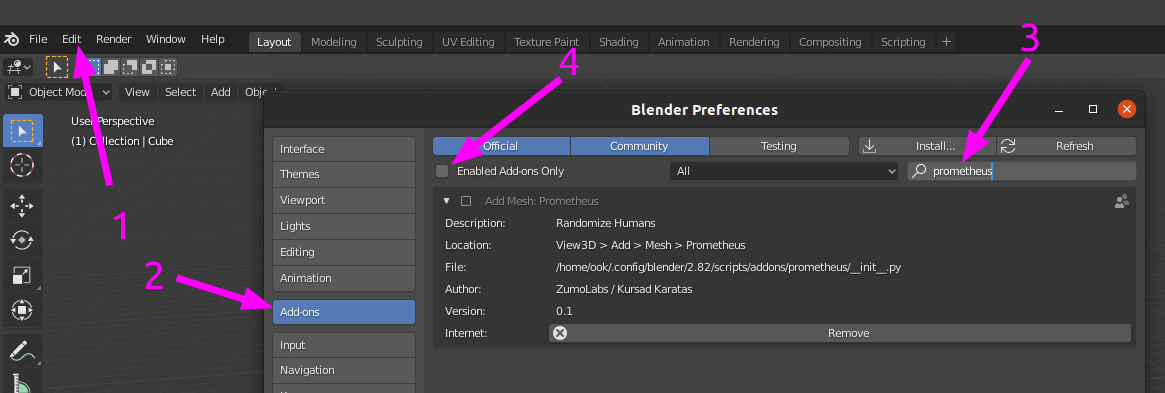 File Edit Render Window Help Layout Modeling Sculpting UV Editing Texture Paint Shading Animation Rendering Compositing Scripting +
3
4
Object Mod View Select Add Objec
User Perspective
(1) Collection | Cube
1
2
Blender Preferences
Interface
Themes
Viewport
Lights
Editing
Animation
Add-ons
Input
Navigation
Official Community Testing Install... Refresh
Enabled Add-ons Only All prometheus
Add Mesh: Prometheus
Description: Randomize Humans
Location: View3D > Add > Mesh > Prometheus
File: /home/ook/.config/blender/2.82/scripts/addons/prometheus/__init__.py
Author: ZumoLabs / Kursad Karatas
Version: 0.1
Internet: Remove